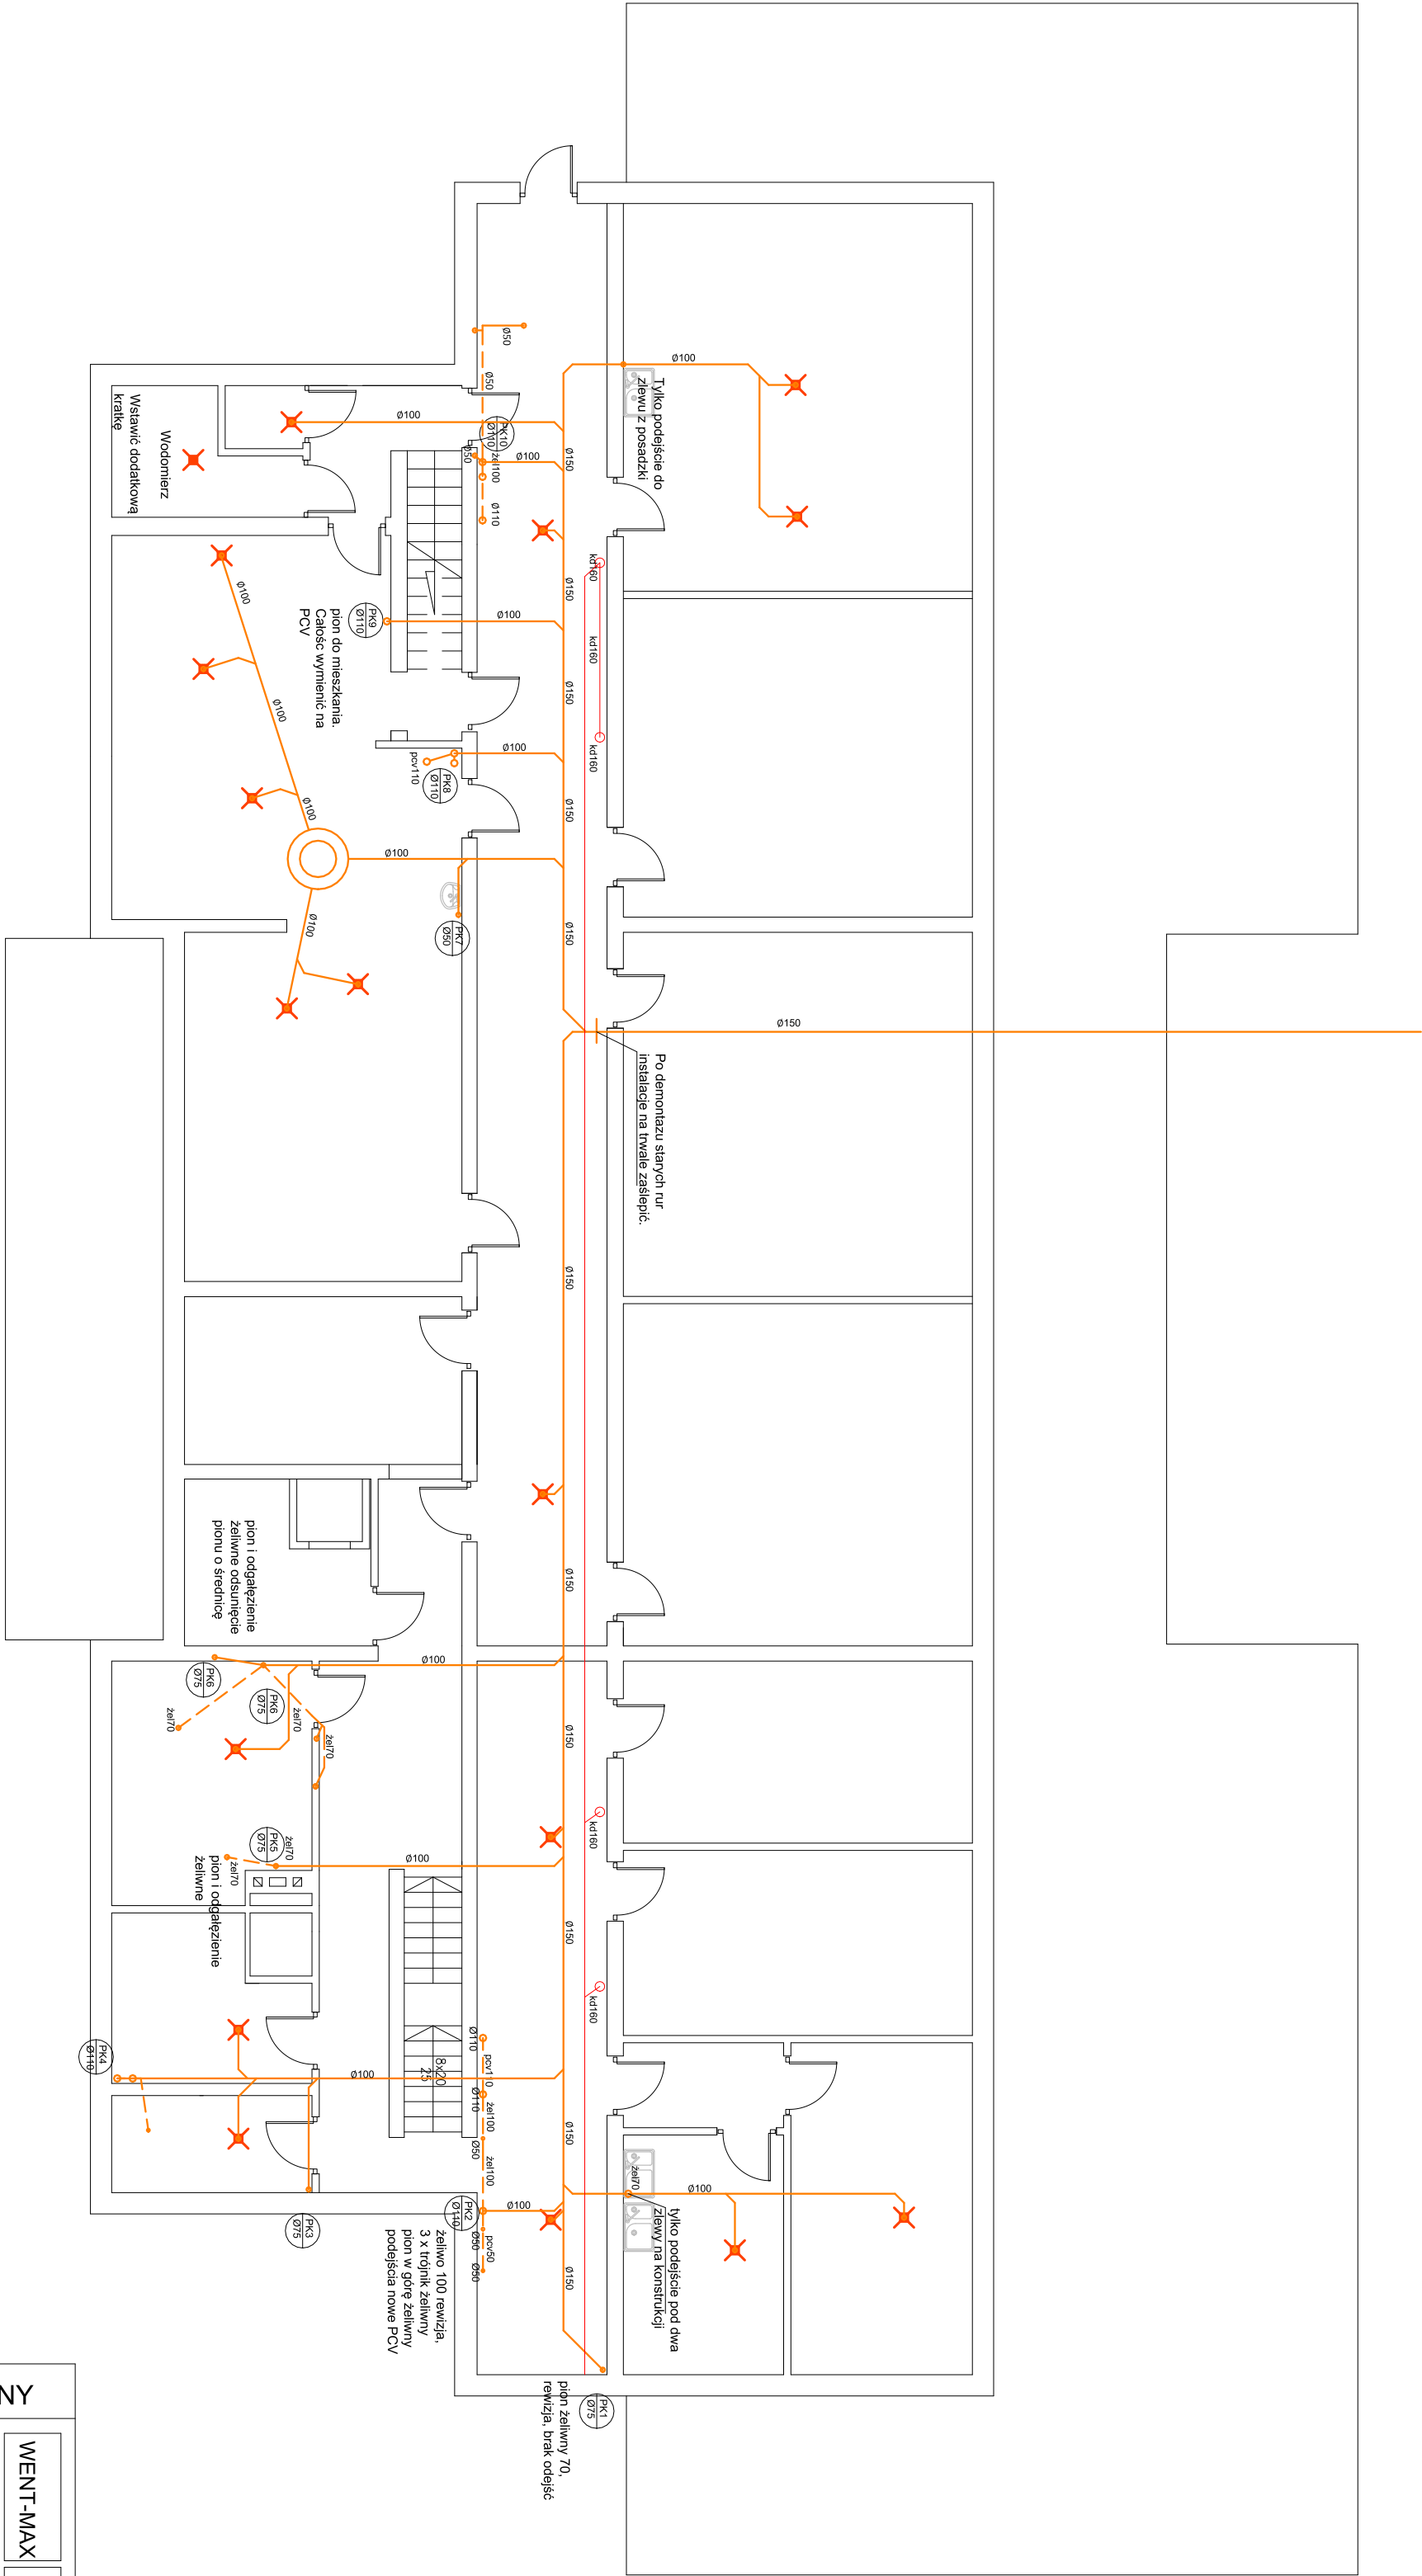 Ø50
Ø50
PK10
Ø110
Ø50
żel100
Ø110
Ø100
Ø100
Ø100
Tylko podejście do
zlewu z posadzki
Ø150
Wodomierz
Wstawić dodatkową
kratkę
kd160
kd160
kd160
Ø150
Ø100
PK9
Ø110
pion do mieszkania.
Całośc wymienić na
PCV
Ø100
Ø100
Ø100
Ø150
Ø100
pcv110
PK8
Ø110
Ø150
Ø100
PK7
Ø50
Ø100
Ø150
Ø150
Po demontazu starych rur
instalacje na trwale zaślepić.
Ø150
Ø150
pion i odgałęzienie
żeliwne odsunięcie
pionu o średnicę
Ø100
PK6
Ø75
PK6
Ø75
żel70
żel70
żel70
Ø150
kd160
PK5
Ø75
żel70
żel70
pion i odgałęzienie
żeliwne
Ø100
Ø150
kd160
PK4
Ø110
Ø100
8x20
25
Ø110
pcv110
Ø110
żel100
Ø50
żel100
Ø150
żel70
Ø100
tylko podejście pod dwa
zlewy na konstrukcji
PK3
Ø75
PK2
Ø110
Ø100
Ø50
pcv50
Ø50
Ø150
żeliwo 100 rewizja,
3 x trójnik żeliwny
pion w górę żeliwny
podejścia nowe PCV
PK1
Ø75
pion żeliwny 70,
rewizja, brak odejść
NY
WENT-MAX